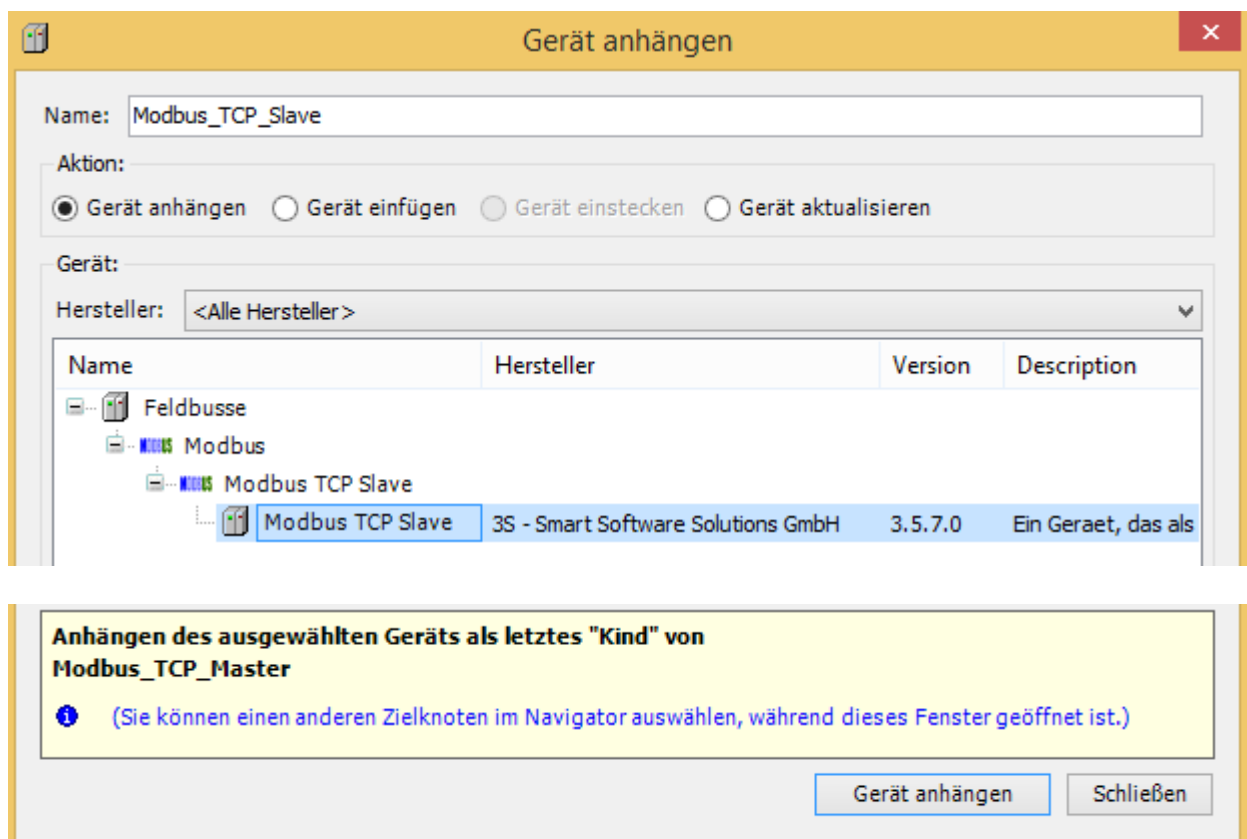 Gerät anhängen
Name: Modbus_TCP_Slave
Aktion:
Gerät anhängen Gerät einfügen Gerät einstecken Gerät aktualisieren
Gerät:
Hersteller: <Alle Hersteller>
Name Hersteller Version Description
Feldbusse
MODBUS Modbus
MODBUS Modbus TCP Slave
Modbus TCP Slave 3S - Smart Software Solutions GmbH 3.5.7.0 Ein Geraet, das als
Anhängen des ausgewählten Geräts als letztes "Kind" von
Modbus_TCP_Master
(Sie können einen anderen Zielknoten im Navigator auswählen, während dieses Fenster geöffnet ist.)
Gerät anhängen Schließen